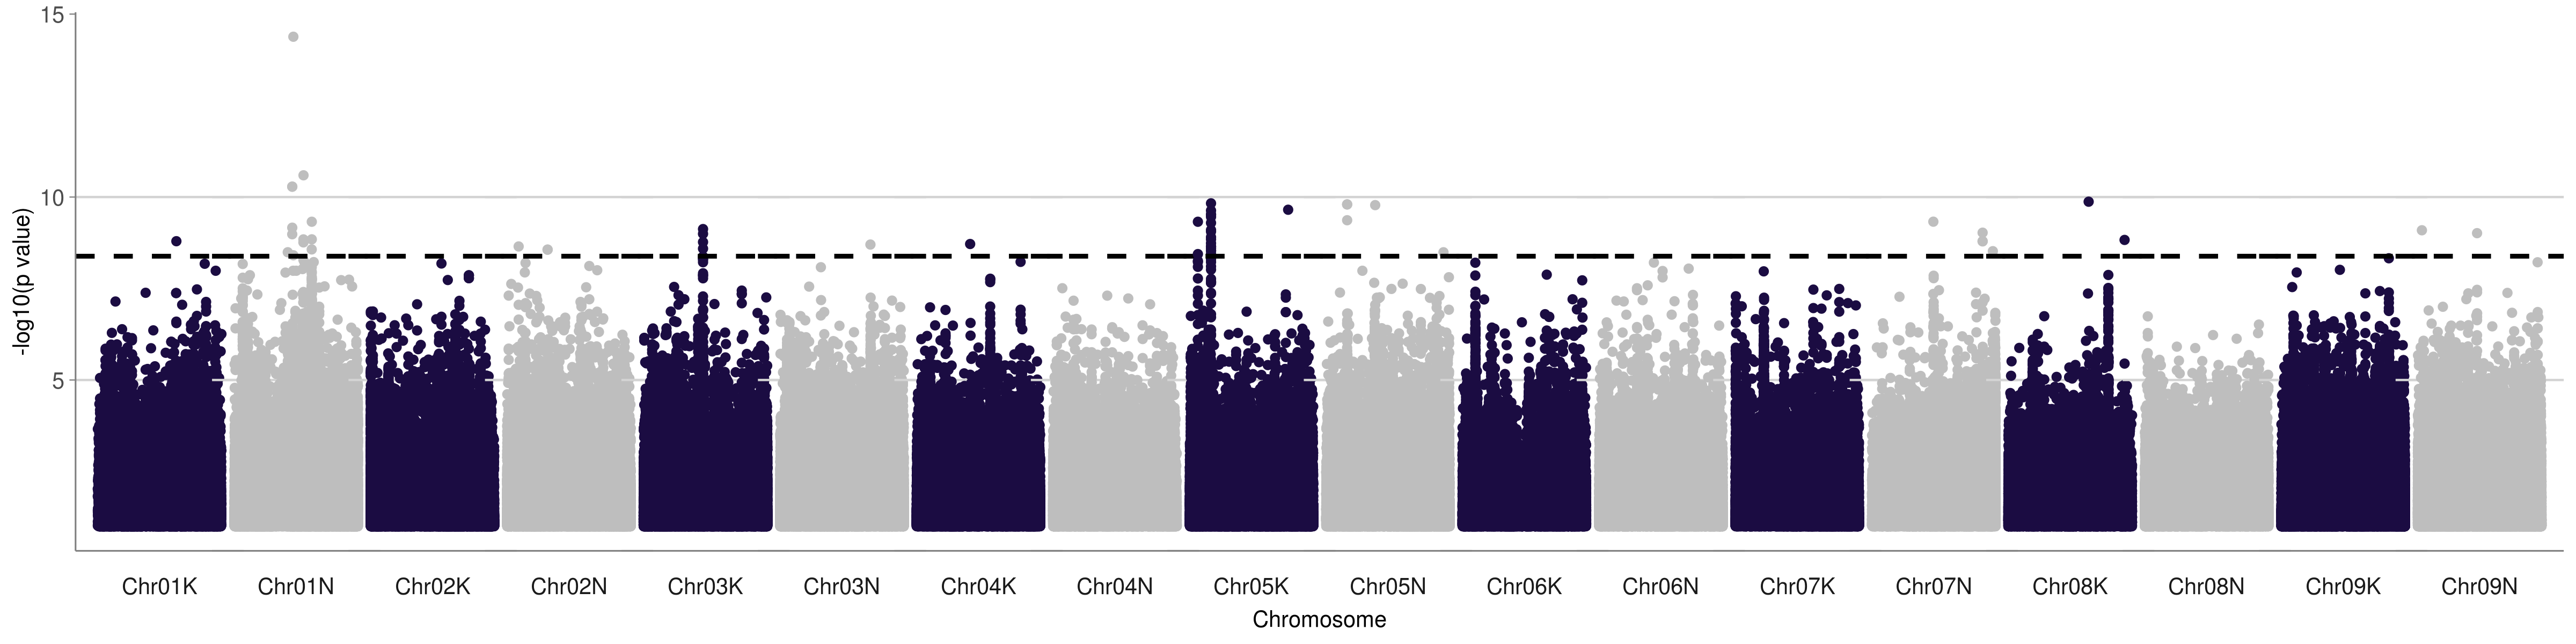 15
10
5
-log10(p value)
Chr01K Chr01N Chr02K Chr02N Chr03K Chr03N Chr04K Chr04N Chr05K Chr05N Chr06K Chr06N Chr07K Chr07N Chr08K Chr08N Chr09K Chr09N
Chromosome